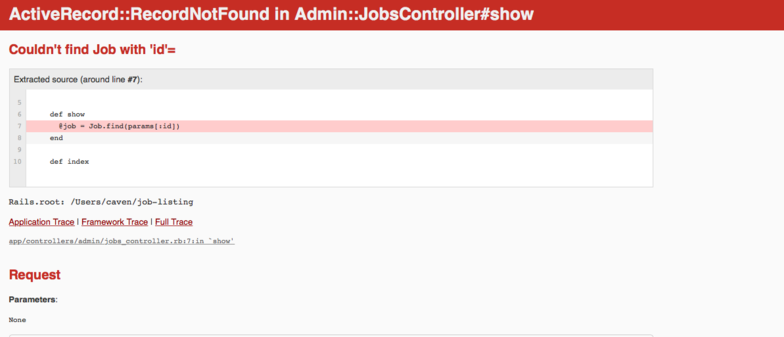 ActiveRecord::RecordNotFound in Admin::JobsController#show
Couldn't find Job with 'id'=
Extracted source (around line #7):
5
6 def show
7 @job = Job.find(params[:id])
8 end
9
10 def index
Rails.root: /Users/caven/job-listing
Application Trace | Framework Trace | Full Trace
app/controllers/admin/jobs_controller.rb:7:in `show'
Request
Parameters:
None